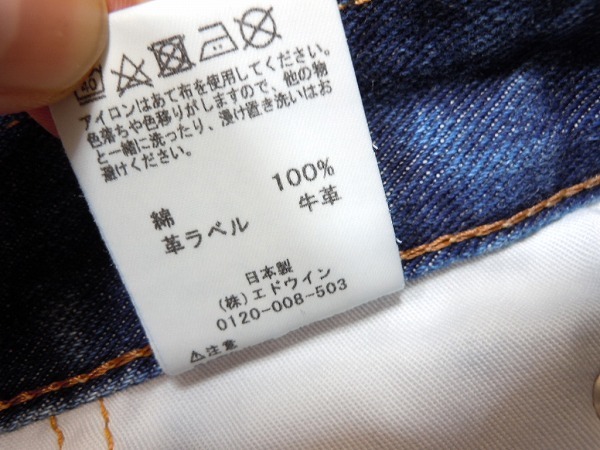 40
アイロンはあて布を使用してください。
色落ちや色移りがしますので、他の物
と一緒に洗ったり、浸け置き洗いはお
避けください。
綿 100%
革ラベル 牛革
日本製
(株)エドウイン
0120-008-503
⚠注意